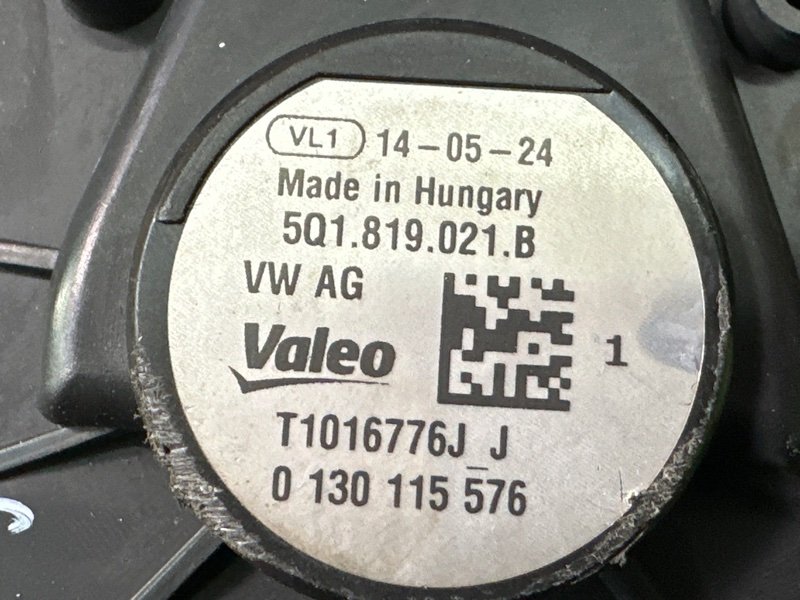 VL1 14-05-24
Made in Hungary
5Q1.819.021.B
VW AG
Valeo
1
T1016776J_J
0 130 115 576